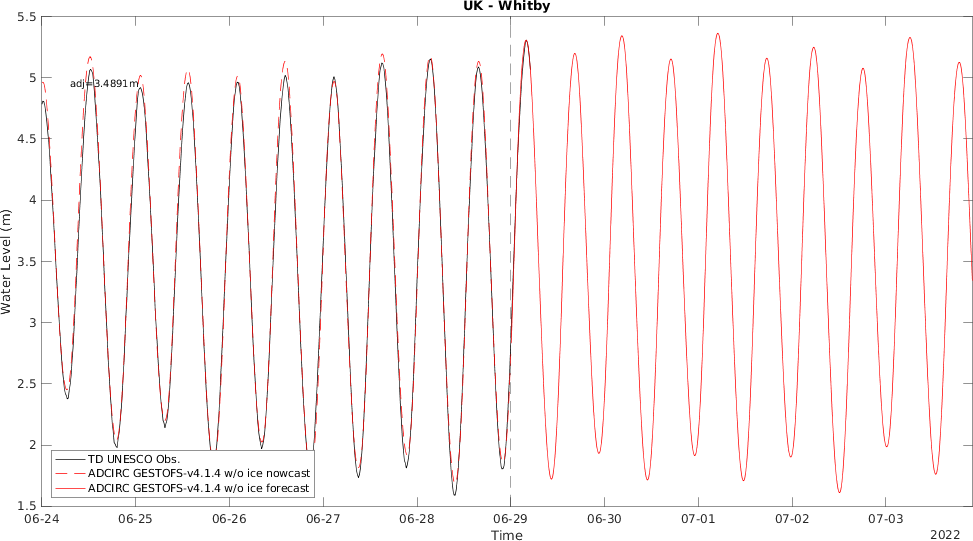 UK - Whitby
5.5
5
4.5
4
3.5
3
2.5
2
1.5
Water Level (m)
adj=3.4891m
TD UNESCO Obs.
ADCIRC GESTOFS-v4.1.4 w/o ice nowcast
ADCIRC GESTOFS-v4.1.4 w/o ice forecast
06-24 06-25 06-26 06-27 06-28 06-29 06-30 07-01 07-02 07-03
Time
2022